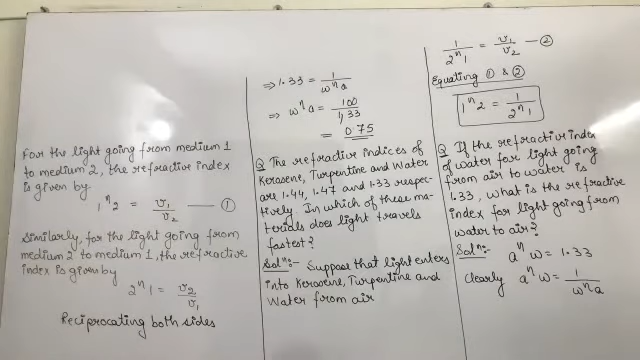 For the light going from medium 1
to medium 2, the refractive index
is given by
1ⁿ2 = v₁/v₂ —— ①
Similarly, for the light going from
medium 2 to medium 1, the refractive
index is given by
2ⁿ1 = v₂/v₁
Reciprocating both sides
⇒ 1.33 = 1/wⁿa
⇒ wⁿa = 100/133
= 0.75
Q The refractive indices of
Kerosene, Turpentine and Water
are 1.44, 1.47 and 1.33 respec-
tively. In which of these ma-
terials does light travels
fastest?
Solⁿ:- Suppose that light enters
into Kerosene, Turpentine and
Water from air
1/2ⁿ1 = v₁/v₂ — ②
Equating ① & ②
1ⁿ2 = 1/2ⁿ1
Q If the refractive index
of water for light going
from air to water is
1.33, what is the refractive
index for light going from
water to air?
Solⁿ:- aⁿw = 1.33
Clearly aⁿw = 1/wⁿa